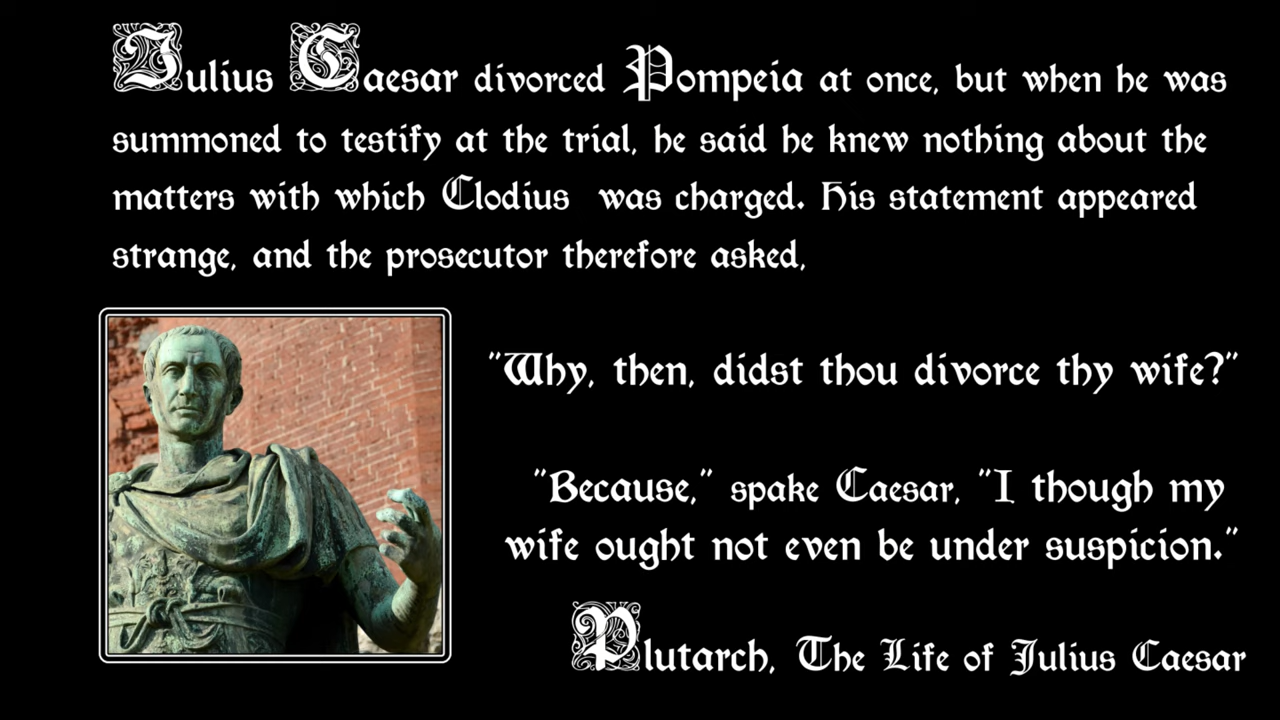 Julius Caesar divorced Pompeia at once, but when he was
summoned to testify at the trial, he said he knew nothing about the
matters with which Clodius was charged. His statement appeared
strange, and the prosecutor therefore asked,
"Why, then, didst thou divorce thy wife?"
"Because," spake Caesar, "I though my
wife ought not even be under suspicion."
Plutarch, The Life of Julius Caesar